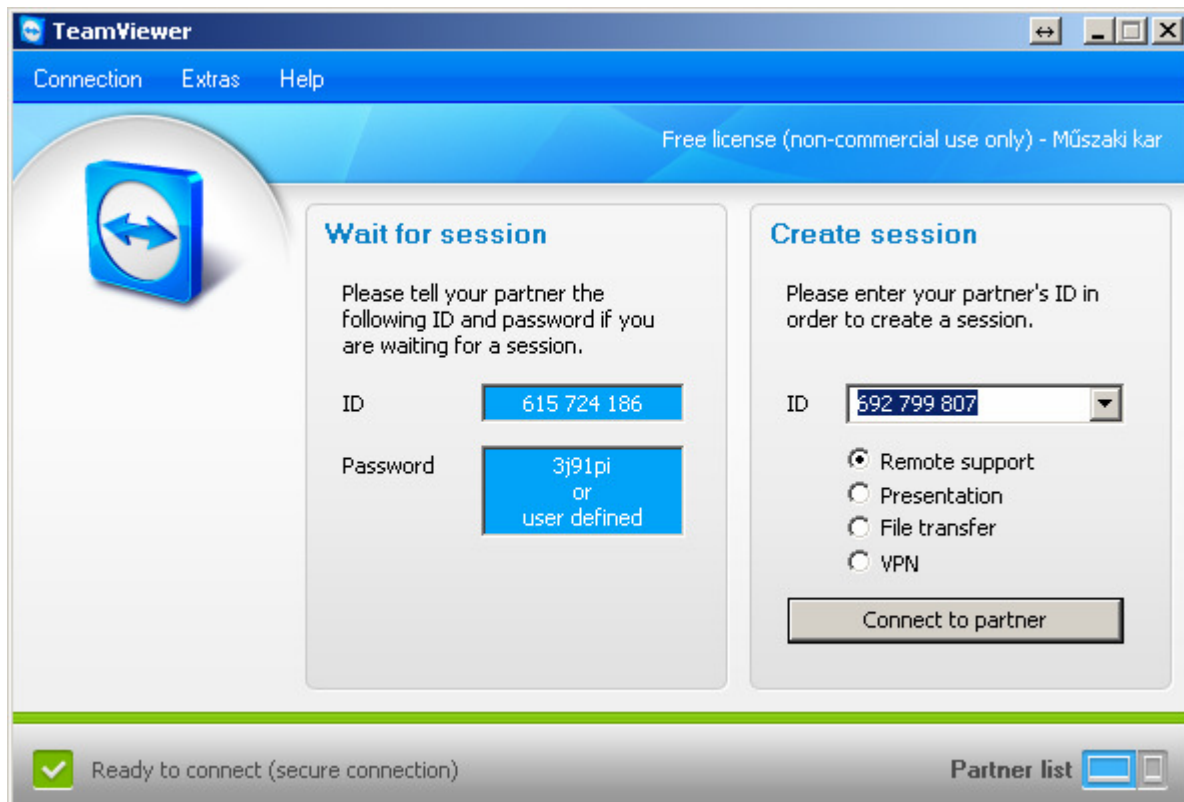 TeamViewer
Connection Extras Help
Free license (non-commercial use only) - Műszaki kar
Wait for session
Please tell your partner the
following ID and password if you
are waiting for a session.
ID 615 724 186
Password 3j91pi
or
user defined
Create session
Please enter your partner's ID in
order to create a session.
ID 692 799 807
Remote support
Presentation
File transfer
VPN
Connect to partner
Ready to connect (secure connection)
Partner list